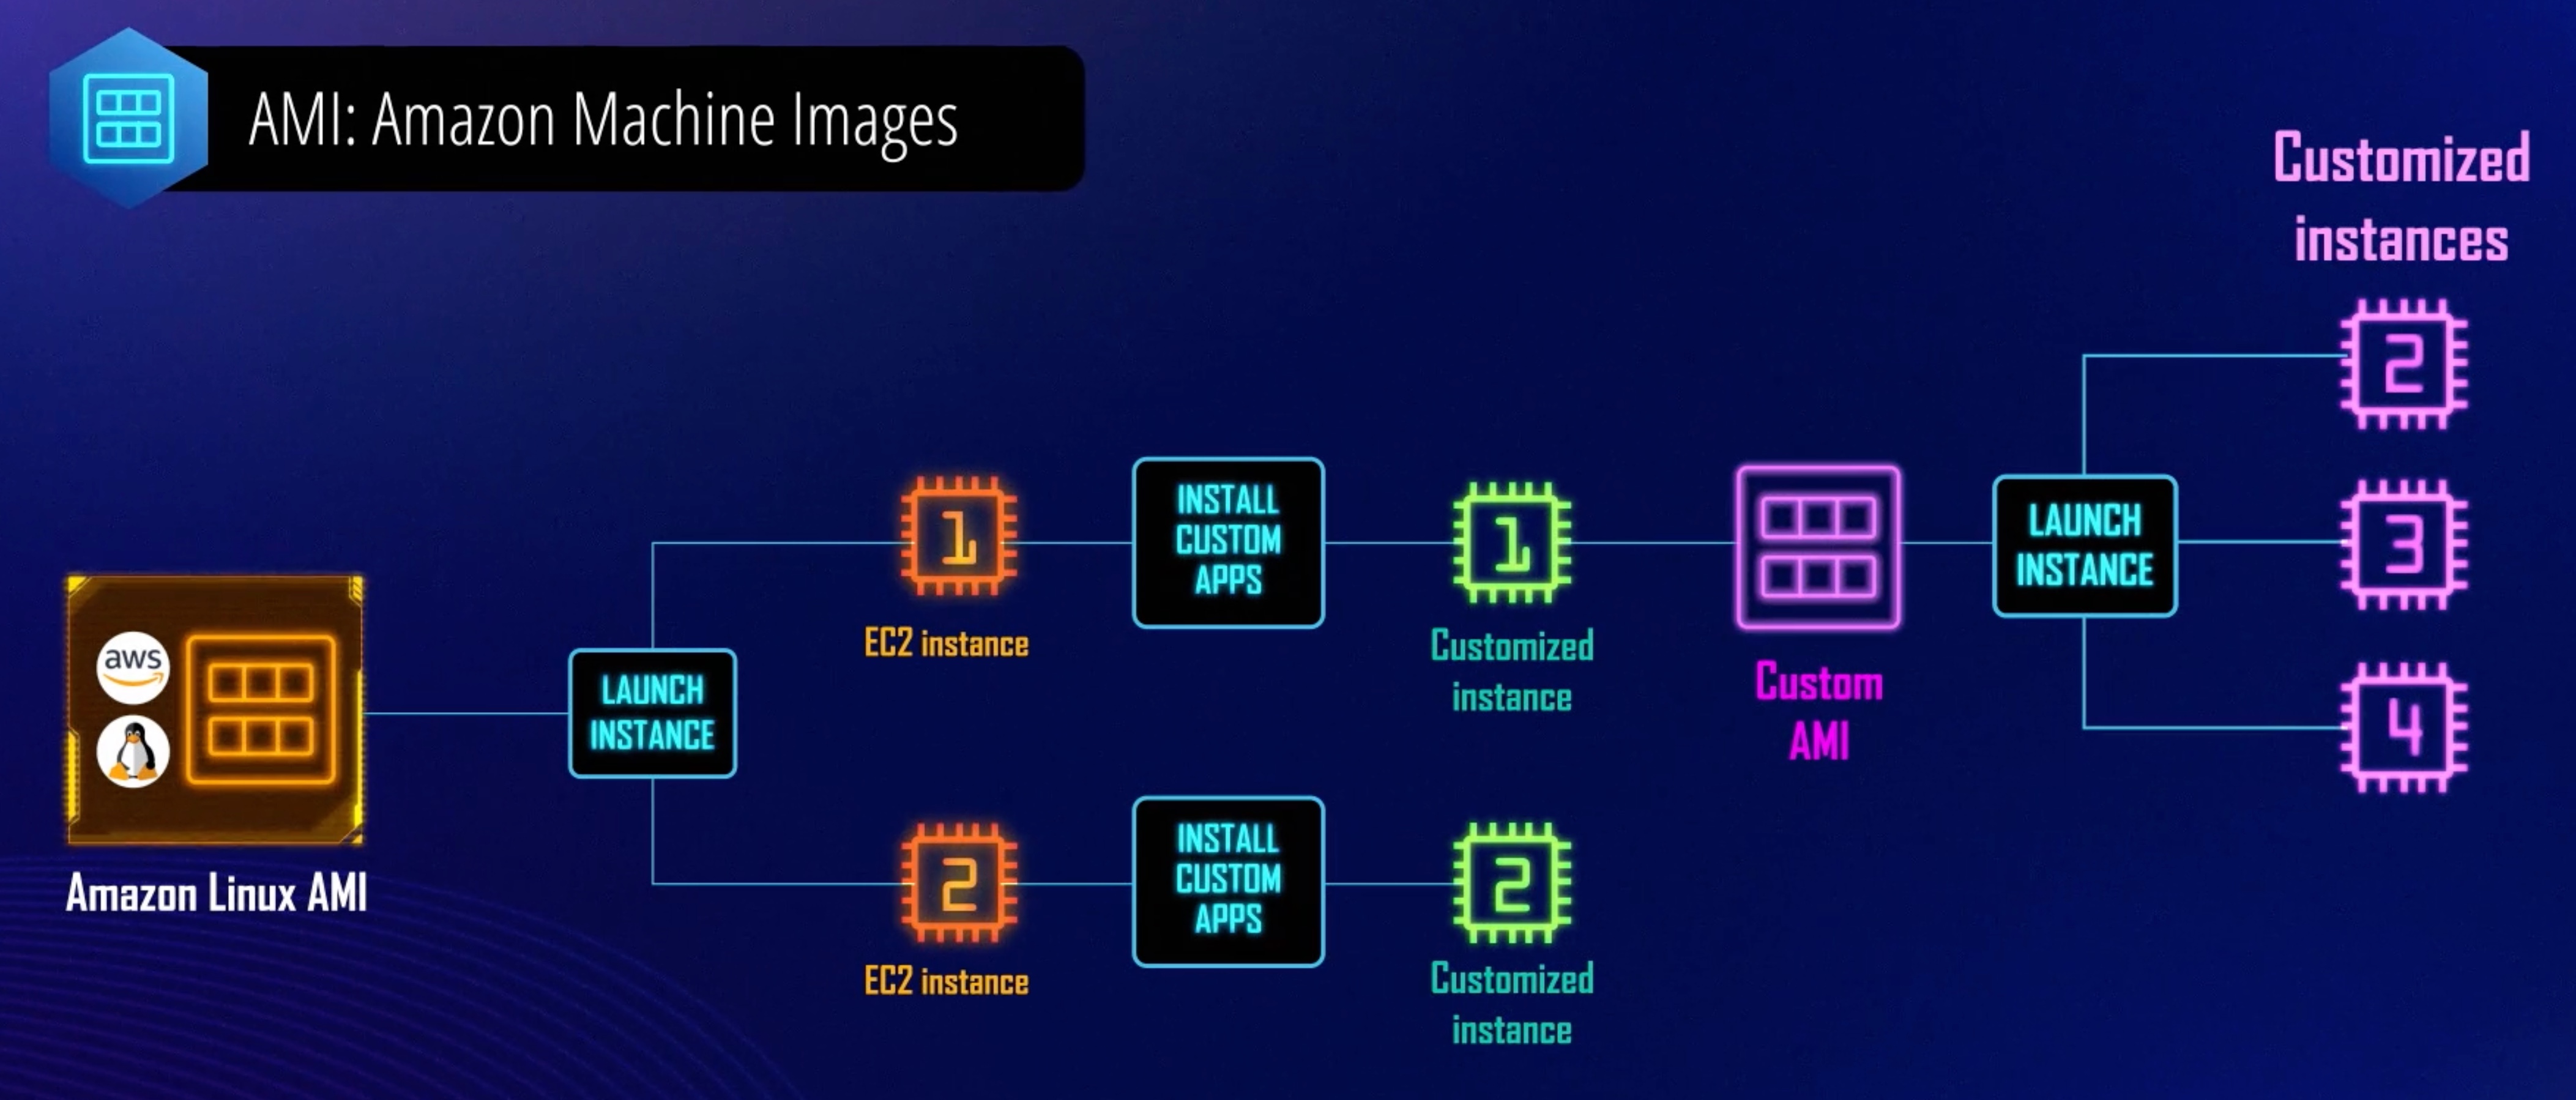 AMI: Amazon Machine Images
Customized
instances
2
3
4
1
EC2 instance
INSTALL
CUSTOM
APPS
1
Customized
instance
Custom
AMI
LAUNCH
INSTANCE
aws
Amazon Linux AMI
LAUNCH
INSTANCE
2
EC2 instance
INSTALL
CUSTOM
APPS
2
Customized
instance